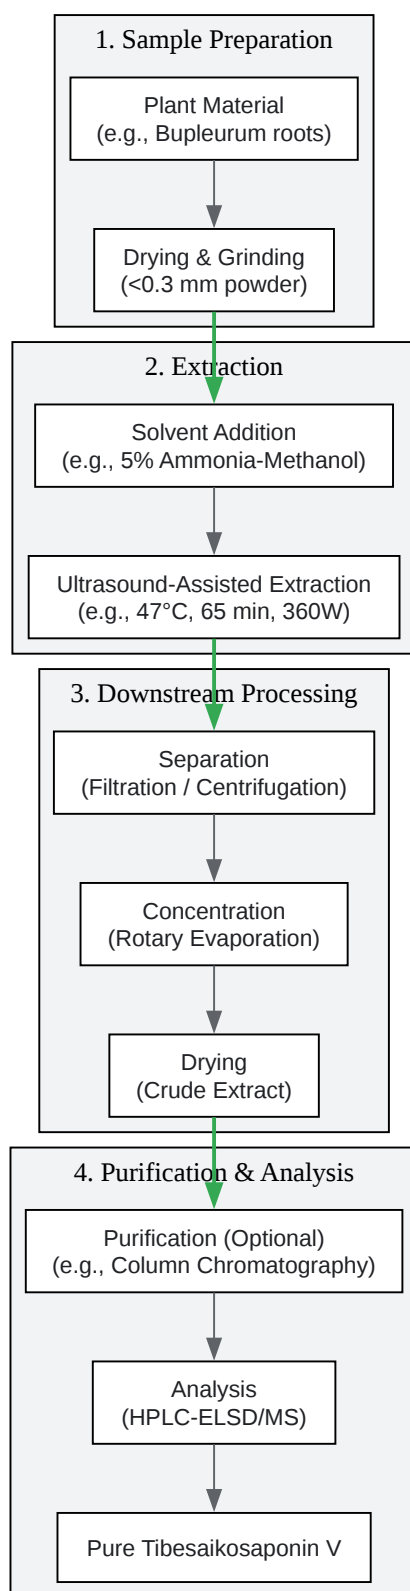 1. Sample Preparation
Plant Material
(e.g., Bupleurum roots)
Drying & Grinding
(<0.3 mm powder)
2. Extraction
Solvent Addition
(e.g., 5% Ammonia-Methanol)
Ultrasound-Assisted Extraction
(e.g., 47°C, 65 min, 360W)
3. Downstream Processing
Separation
(Filtration / Centrifugation)
Concentration
(Rotary Evaporation)
Drying
(Crude Extract)
4. Purification & Analysis
Purification (Optional)
(e.g., Column Chromatography)
Analysis
(HPLC-ELSD/MS)
Pure Tibesaikosaponin V